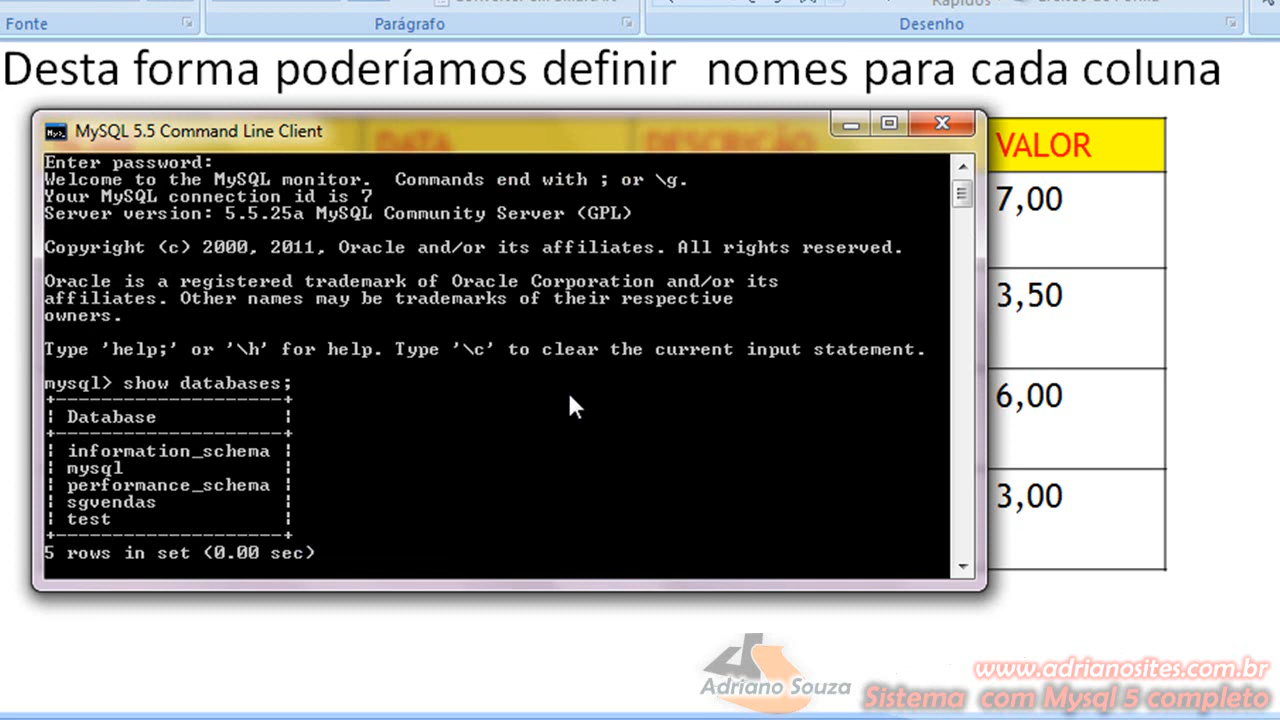 Fonte
Parágrafo
Desenho
Desta forma poderíamos definir nomes para cada coluna
MySQL 5.5 Command Line Client
DATA
DESCRIÇÃO
VALOR
Enter password:
Welcome to the MySQL monitor.  Commands end with ; or \g.
Your MySQL connection id is 7
Server version: 5.5.25a MySQL Community Server (GPL)
Copyright (c) 2000, 2011, Oracle and/or its affiliates. All rights reserved.
Oracle is a registered trademark of Oracle Corporation and/or its
affiliates. Other names may be trademarks of their respective
owners.
Type 'help;' or '\h' for help. Type '\c' to clear the current input statement.
mysql> show databases;
+--------------------+
| Database           |
+--------------------+
| information_schema |
| mysql              |
| performance_schema |
| sgvendas           |
| test               |
+--------------------+
5 rows in set (0.00 sec)
7,00
3,50
6,00
3,00
Adriano Souza
www.adrianosites.com.br
Sistema com Mysql 5 completo